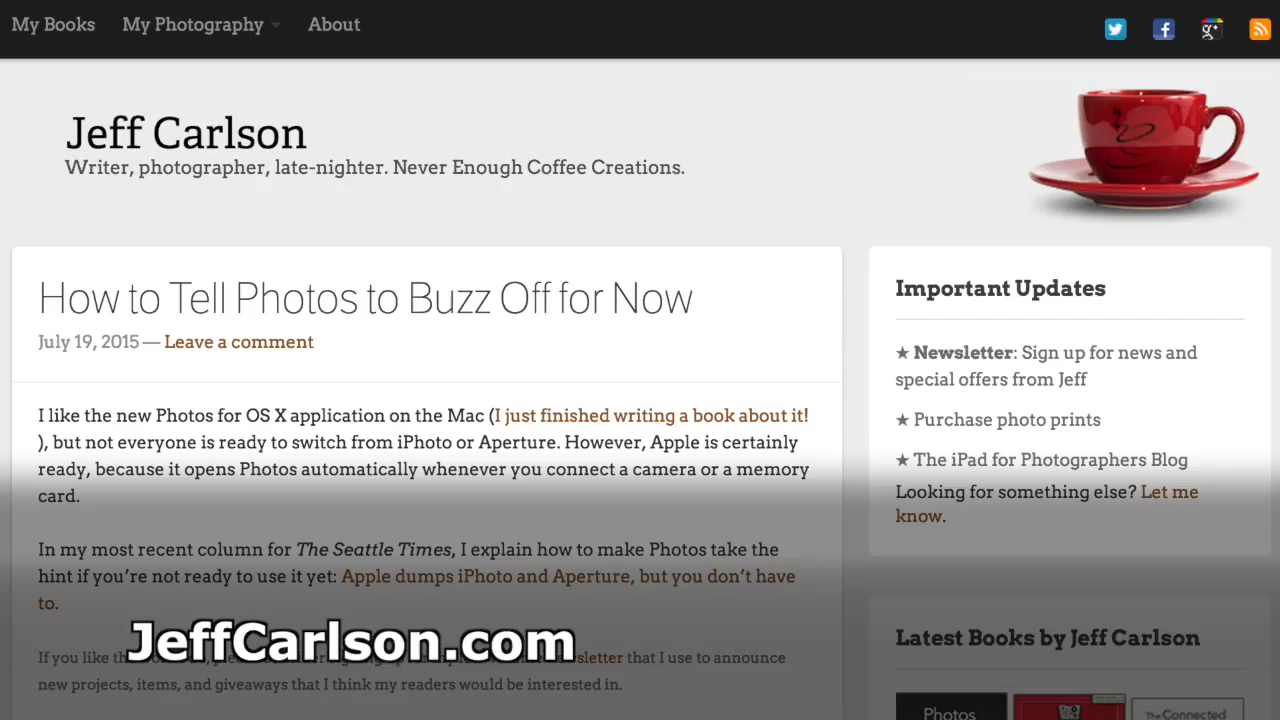 My Books My Photography About
Jeff Carlson
Writer, photographer, late-nighter. Never Enough Coffee Creations.
How to Tell Photos to Buzz Off for Now
July 19, 2015 — Leave a comment
I like the new Photos for OS X application on the Mac (I just finished writing a book about it!
), but not everyone is ready to switch from iPhoto or Aperture. However, Apple is certainly
ready, because it opens Photos automatically whenever you connect a camera or a memory
card.
In my most recent column for The Seattle Times, I explain how to make Photos take the
hint if you’re not ready to use it yet: Apple dumps iPhoto and Aperture, but you don’t have
to.
If you like
that I use to announce
new projects, items, and giveaways that I think my readers would be interested in.
JeffCarlson.com
Important Updates
★ Newsletter: Sign up for news and
special offers from Jeff
★ Purchase photo prints
★ The iPad for Photographers Blog
Looking for something else? Let me
know.
Latest Books by Jeff Carlson
Photos
The Connected